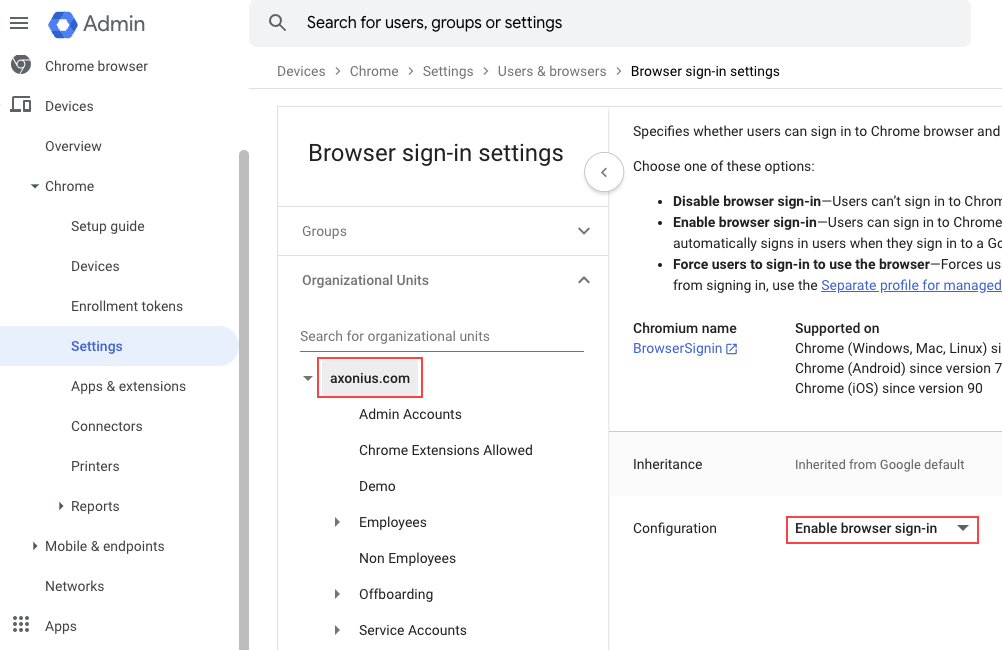 Admin
Search for users, groups or settings
Chrome browser
Devices
Overview
Chrome
Setup guide
Devices
Enrollment tokens
Settings
Apps & extensions
Connectors
Printers
Reports
Mobile & endpoints
Networks
Apps
Devices > Chrome > Settings > Users & browsers > Browser sign-in settings
Browser sign-in settings
Groups
Organizational Units
Search for organizational units
axonius.com
Admin Accounts
Chrome Extensions Allowed
Demo
Employees
Non Employees
Offboarding
Service Accounts
Specifies whether users can sign in to Chrome browser and
Choose one of these options:
• Disable browser sign-in—Users can't sign in to Chrom
• Enable browser sign-in—Users can sign in to Chrome
automatically signs in users when they sign in to a Go
• Force users to sign-in to use the browser—Forces us
from signing in, use the Separate profile for managed
Chromium name
BrowserSignin
Supported on
Chrome (Windows, Mac, Linux) si
Chrome (Android) since version 7
Chrome (iOS) since version 90
Inheritance
Inherited from Google default
Configuration
Enable browser sign-in